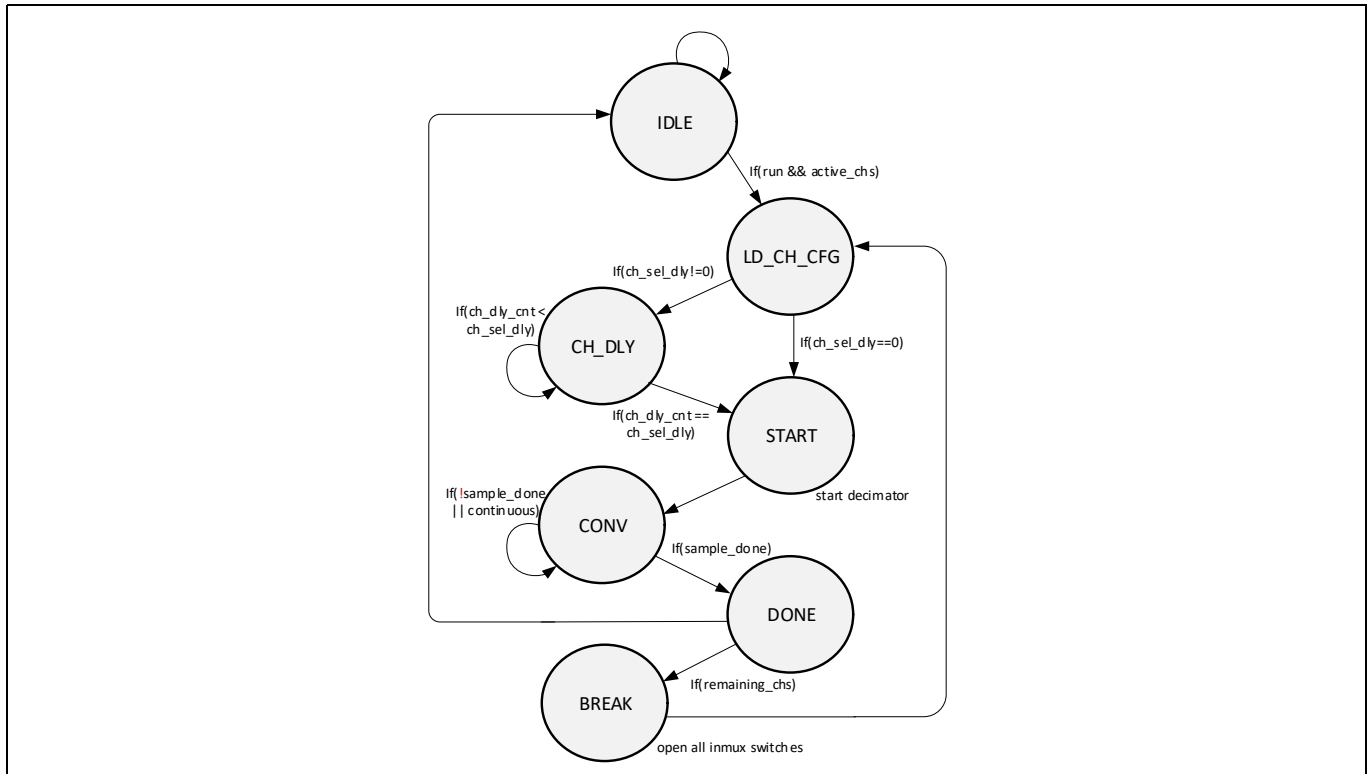 IDLE
If(run && active_chs)
LD_CH_CFG
If(ch_sel_dly!=0)
If(ch_dly_cnt <
ch_sel_dly)
CH_DLY
If(ch_sel_dly==0)
If(ch_dly_cnt ==
ch_sel_dly)
START
start decimator
If(!sample_done
|| continuous)
CONV
If(sample_done)
DONE
If(remaining_chs)
BREAK
open all inmux switches